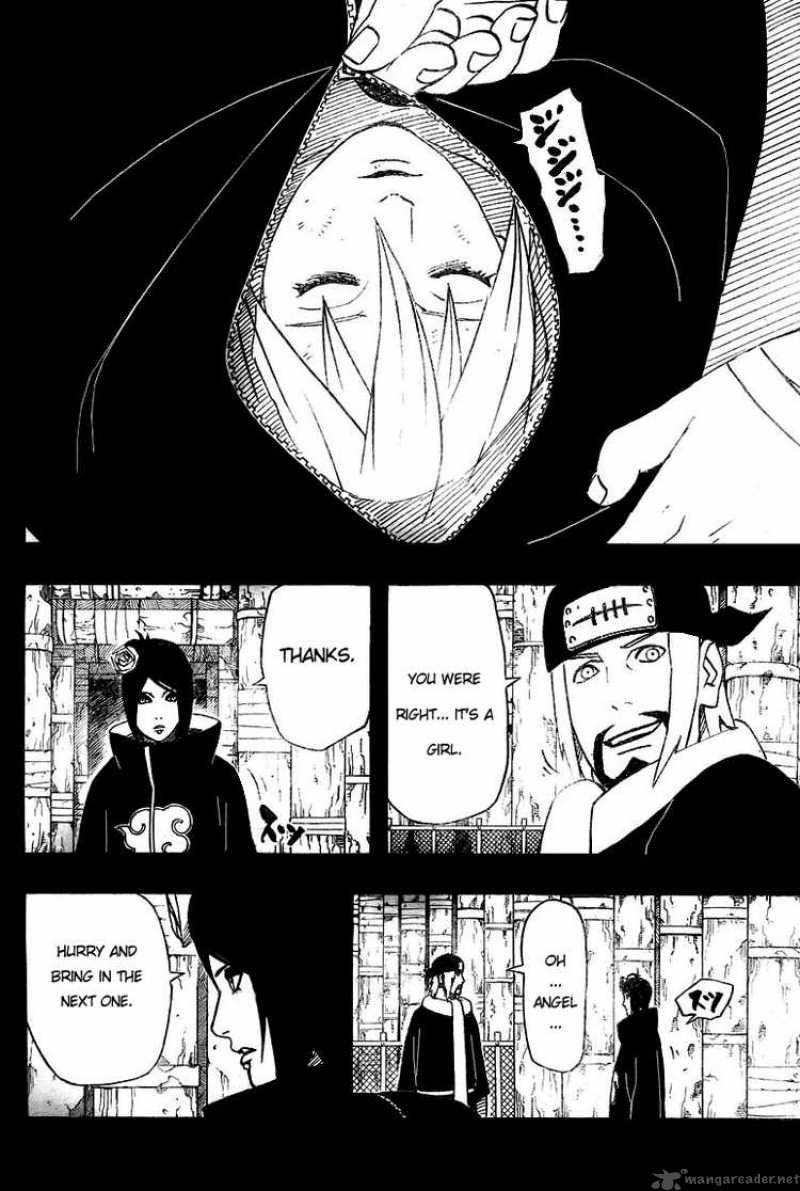 ジジジ…
YOU WERE
RIGHT... IT'S A
GIRL.
THANKS.
スッ
OH
...
ANGEL
...
スッ
HURRY AND
BRING IN THE
NEXT ONE.
mangareader.net